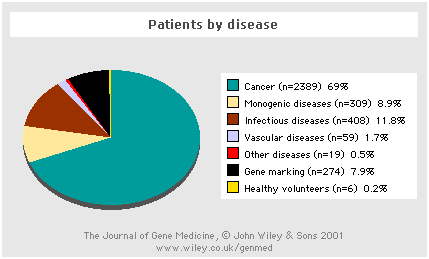 Patients by disease
Cancer (n=2389) 69%
Monogenic diseases (n=309) 8.9%
Infectious diseases (n=408) 11.8%
Vascular diseases (n=59) 1.7%
Other diseases (n=19) 0.5%
Gene marking (n=274) 7.9%
Healthy volunteers (n=6) 0.2%
The Journal of Gene Medicine, © John Wiley & Sons 2001
www.wiley.co.uk/genmed